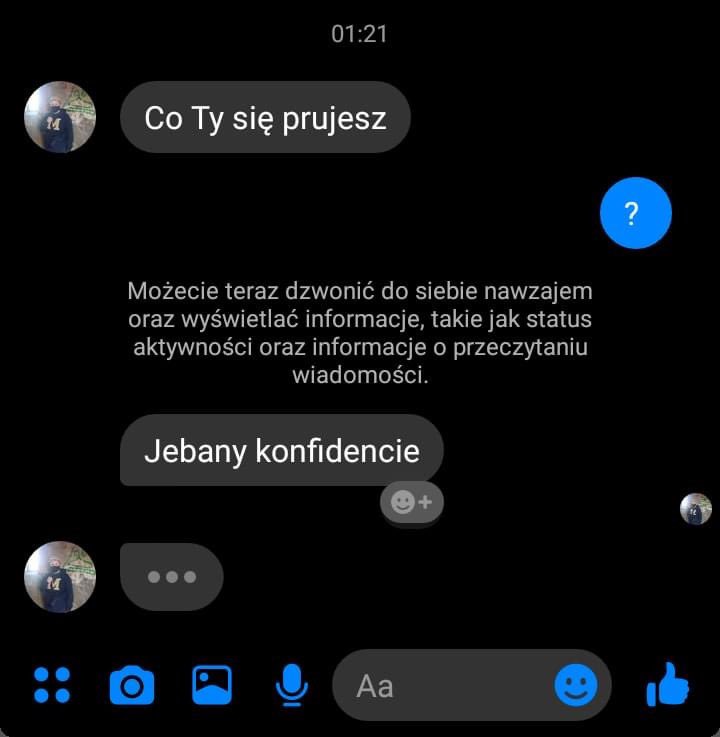 01:21
Co Ty się prujesz
?
Możecie teraz dzwonić do siebie nawzajem
oraz wyświetlać informacje, takie jak status
aktywności oraz informacje o przeczytaniu
wiadomości.
Jebany konfidencie
Aa